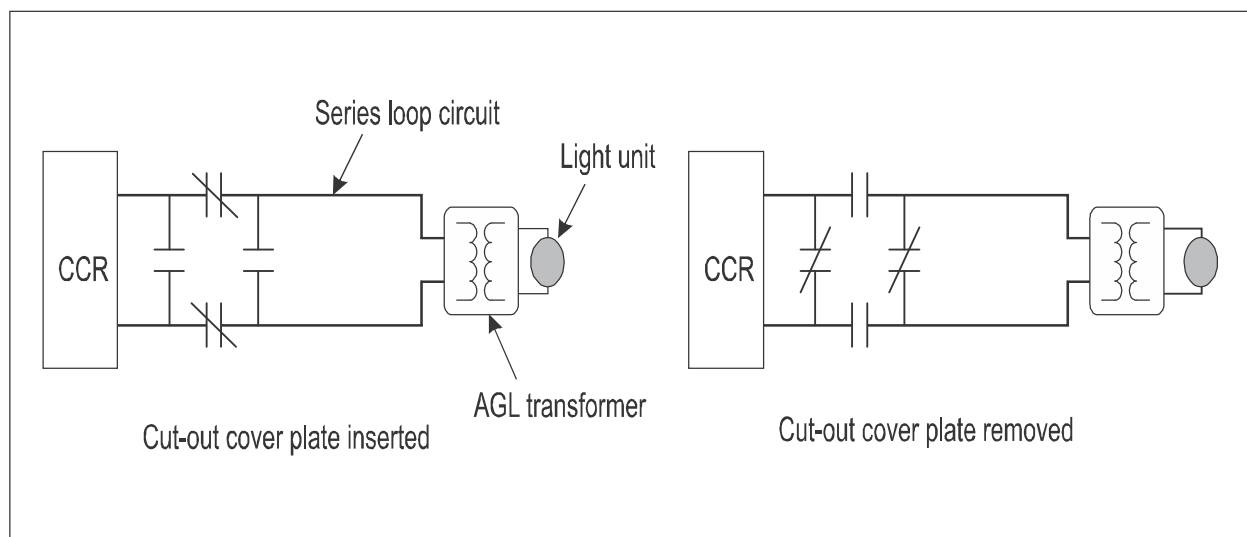 Series loop circuit
Light unit
CCR
AGL transformer
Cut-out cover plate inserted
CCR
Cut-out cover plate removed